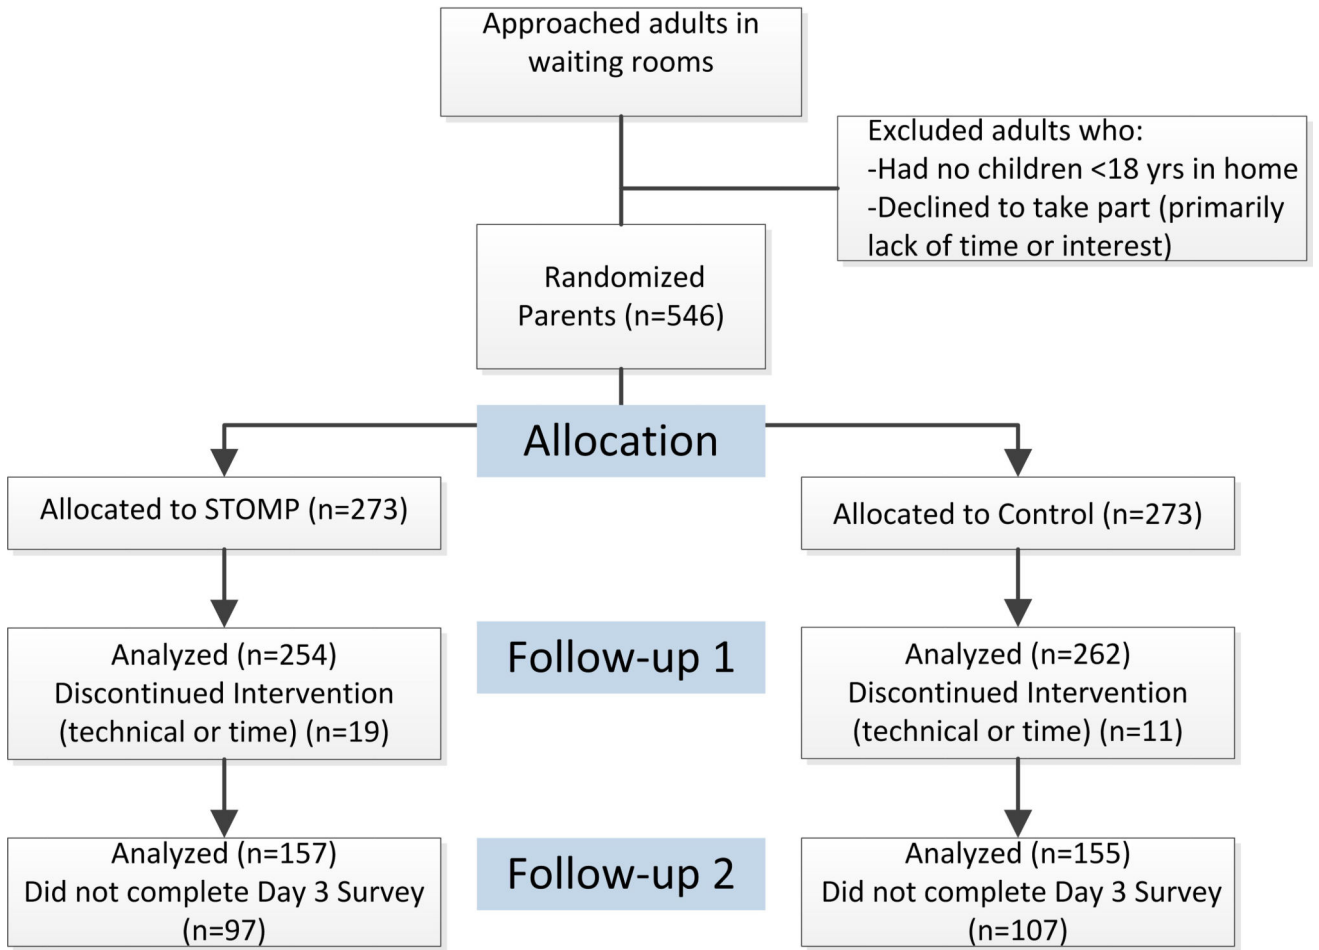 Approached adults in
waiting rooms
Excluded adults who:
-Had no children <18 yrs in home
-Declined to take part (primarily
lack of time or interest)
Randomized
Parents (n=546)
Allocation
Allocated to STOMP (n=273)
Allocated to Control (n=273)
Analyzed (n=254)
Discontinued Intervention
(technical or time) (n=19)
Follow-up 1
Analyzed (n=262)
Discontinued Intervention
(technical or time) (n=11)
Analyzed (n=157)
Did not complete Day 3 Survey
(n=97)
Follow-up 2
Analyzed (n=155)
Did not complete Day 3 Survey
(n=107)